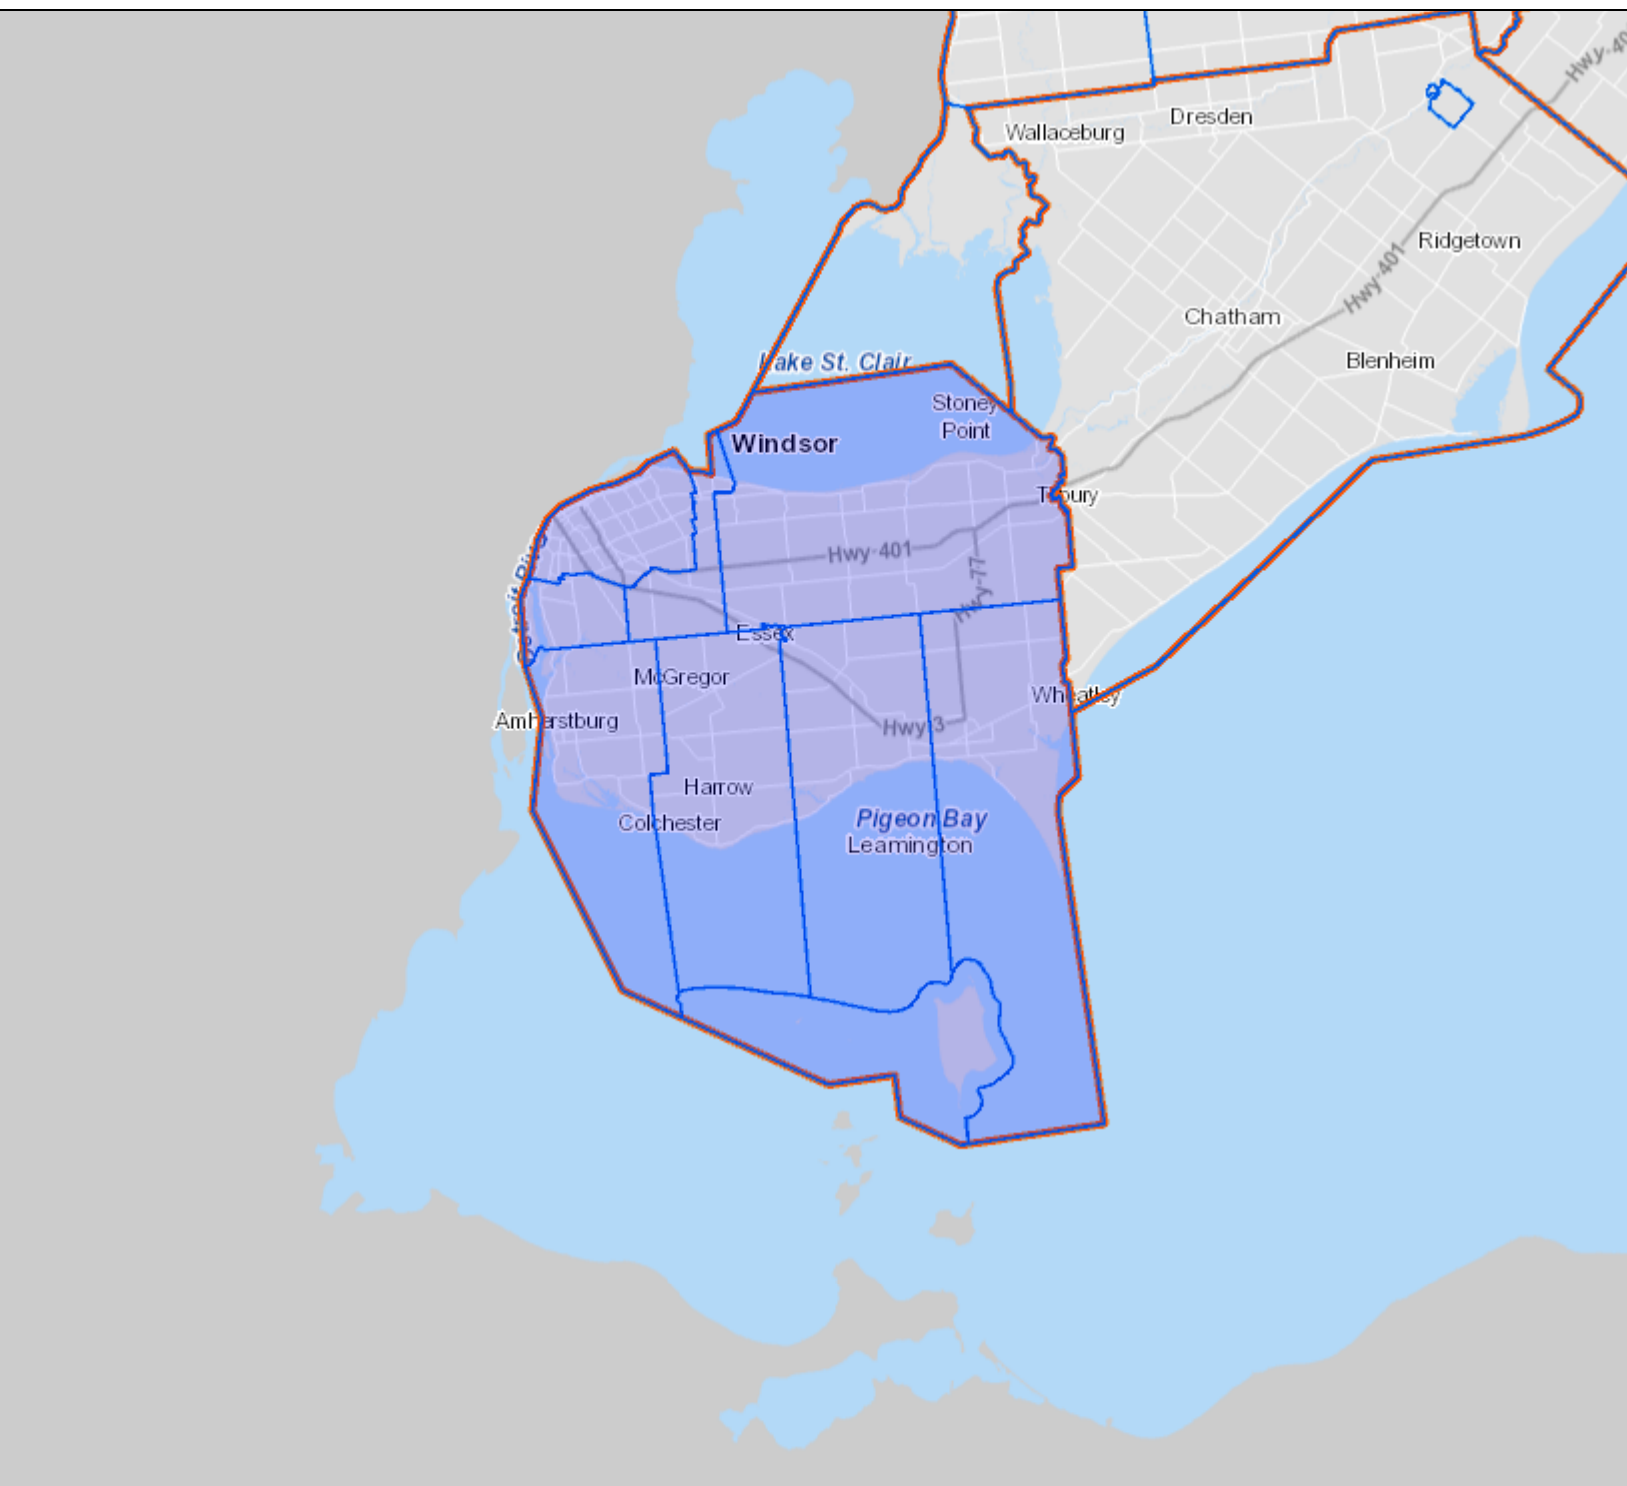 Hwy-40
Dresden
Wallaceburg
Ridgetown
Hwy-401
Chatham
Lake St. Clair
Blenheim
Stoney
Point
Windsor
Tilbury
Hwy-401
Hwy-77
Detroit River
Essex
McGregor
Wheatley
Amherstburg
Hwy-3
Harrow
Colchester
Pigeon Bay
Leamington